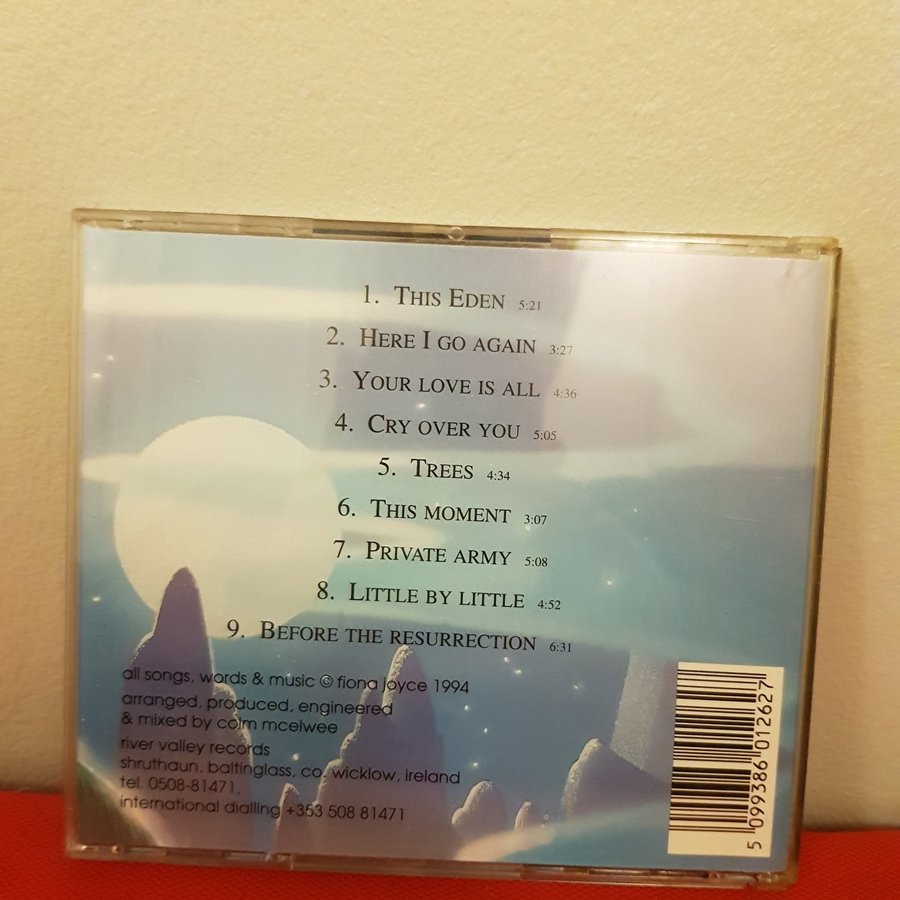 1. This Eden 5:21
2. Here I go again 3:27
3. Your love is all 4:36
4. Cry over you 5:05
5. Trees 4:34
6. This moment 3:07
7. Private army 5:08
8. Little by little 4:52
9. Before the resurrection 6:31
all songs, words & music © fiona joyce 1994
arranged, produced, engineered
& mixed by colm mcelwee
river valley records
shruthaun, baltinglass, co. wicklow, ireland
tel. 0508-81471,
international dialling +353 508 81471
5 099386 012627